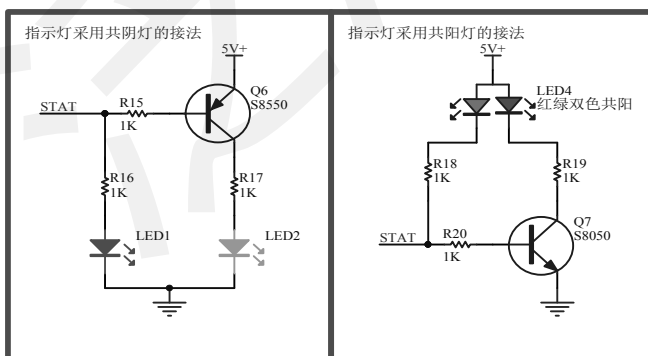 指示灯采用共阴灯的接法
5V+
Q6
S8550
STAT
R15
1K
R16
1K
R17
1K
LED1
LED2
指示灯采用共阳灯的接法
5V+
LED4
红绿双色共阳
R18
1K
R19
1K
Q7
S8050
STAT
R20
1K